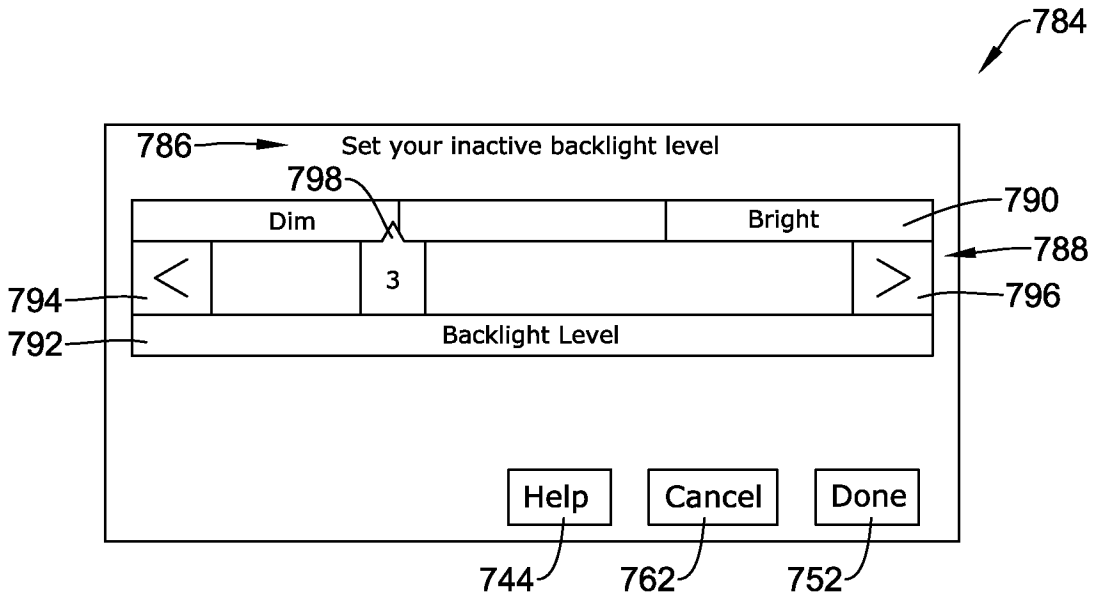 784
786 Set your inactive backlight level
798
Dim Bright 790
788
< 3 >
794 796
792 Backlight Level
Help Cancel Done
744 762 752